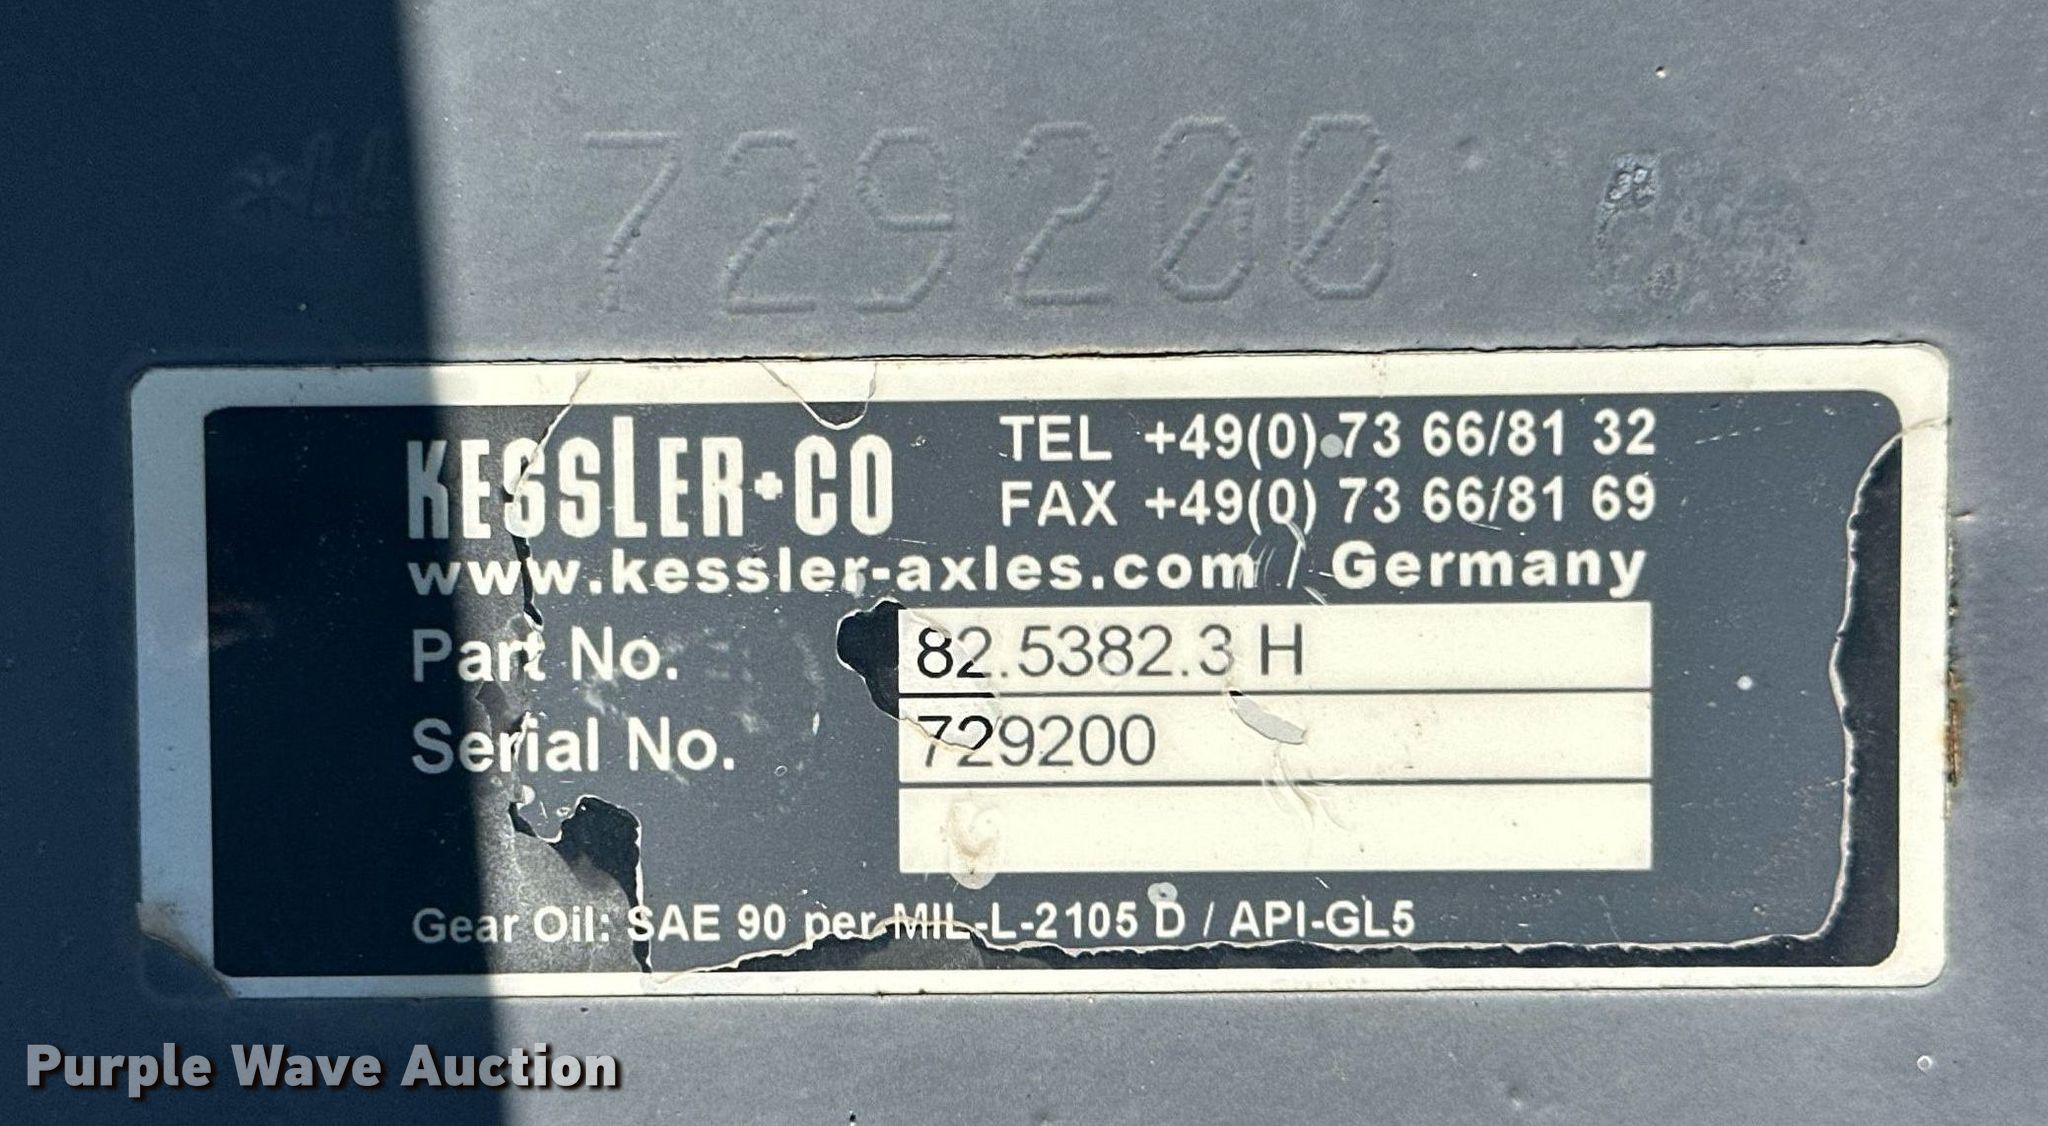 729200
KESSLER+CO
TEL +49(0) 73 66/81 32
FAX +49(0) 73 66/81 69
www.kessler-axles.com / Germany
Part No. 82.5382.3 H
Serial No. 729200
Gear Oil: SAE 90 per MIL-L-2105 D / API-GL5
Purple Wave Auction